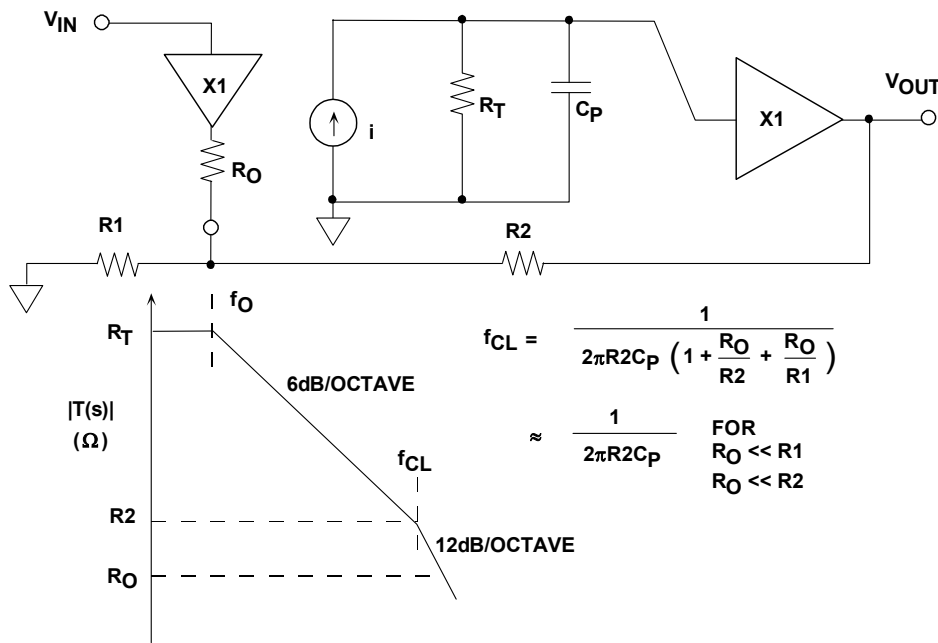 VIN
X1
RO
i
RT
CP
X1
VOUT
R1
R2
fO
RT
6dB/OCTAVE
|T(s)|
(Ω)
fCL
R2
12dB/OCTAVE
RO
fCL = 1 / 2πR2CP ( 1 + RO/R2 + RO/R1 )
≈ 1 / 2πR2CP FOR
RO << R1
RO << R2